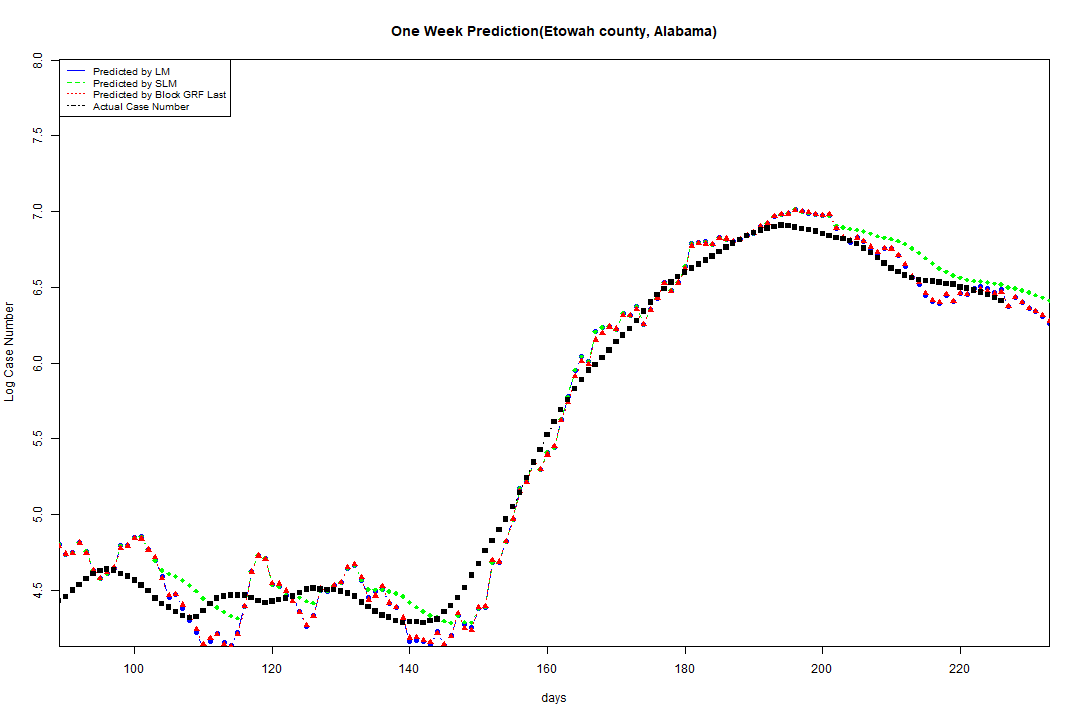 One Week Prediction(Etowah county, Alabama)
Predicted by LM
Predicted by SLM
Predicted by Block GRF Last
Actual Case Number
8.0
7.5
7.0
6.5
6.0
5.5
5.0
4.5
Log Case Number
100 120 140 160 180 200 220
days